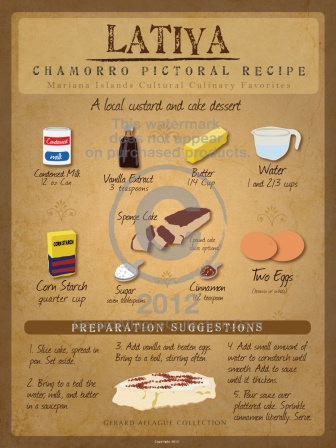 LATIYA
CHAMORRO PICTORAL RECIPE
Mariana Islands Cultural Culinary Favorites
A local custard and cake dessert
This watermark
does not appear
on purchased products.
Condensed
milk
Condensed Milk
12 oz Can
Vanilla Extract
3 teaspoons
Butter
1/4 Cup
Water
1 and 2/3 cups
Sponge Cake
CORN STARCH
Corn Starch
quarter cup
Sugar
Cinnamon
1/2 teaspoon
Two Eggs
(brown or white)
©
2012
PREPARATION SUGGESTIONS
1. Slice cake, spread in
pan. Set aside.
2. Bring to a boil the
water, milk, and butter
in a saucepan.
3. Add vanilla and beaten eggs.
Bring to a boil, stirring often.
4. Add small amount of
water to cornstarch until
smooth. Add to sauce
until it thickens.
5. Pour sauce over
plattered cake. Sprinkle
cinnamon liberally. Serve.
GERARD AFLAGUE COLLECTION
Copyright 2012